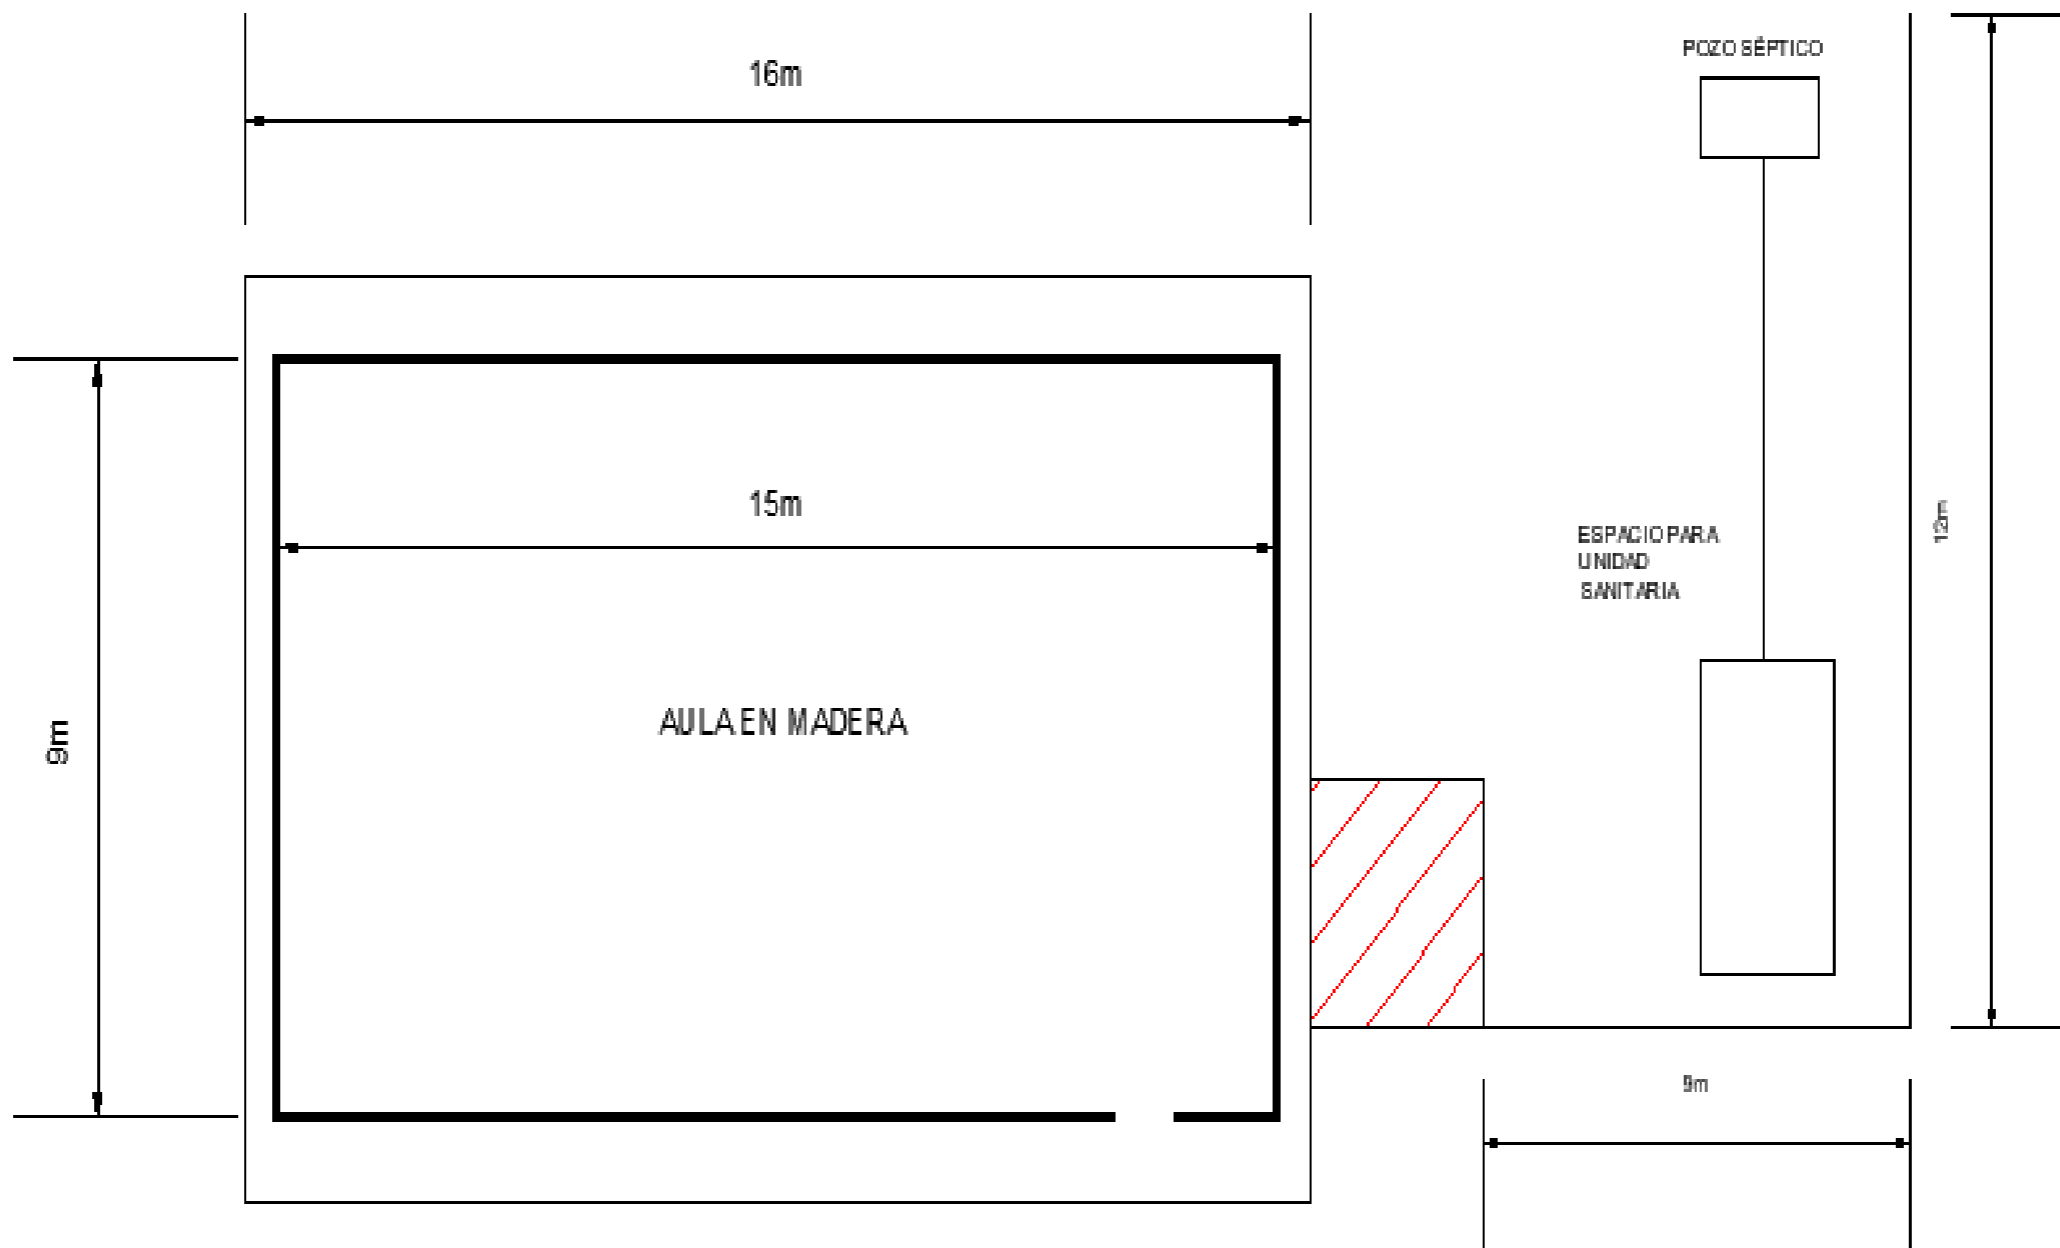 16m
POZO SÉPTICO
15m
12m
ESPACIO PARA
UNIDAD
SANITARIA
9m
AULA EN MADERA
9m